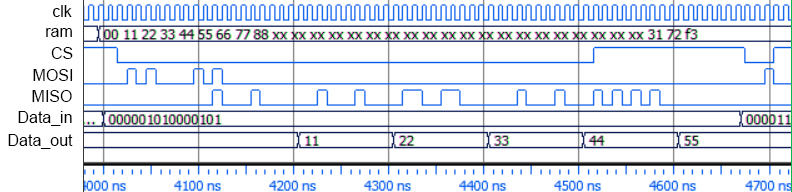 clk
ram 00 11 22 33 44 55 66 77 88 xx xx xx xx xx xx xx xx xx xx xx xx xx xx xx xx xx xx xx 31 72 f3
CS
MOSI
MISO
Data_in ... 000001010000101 000011
Data_out 11 22 33 44 55
4000 ns 4100 ns 4200 ns 4300 ns 4400 ns 4500 ns 4600 ns 4700 ns